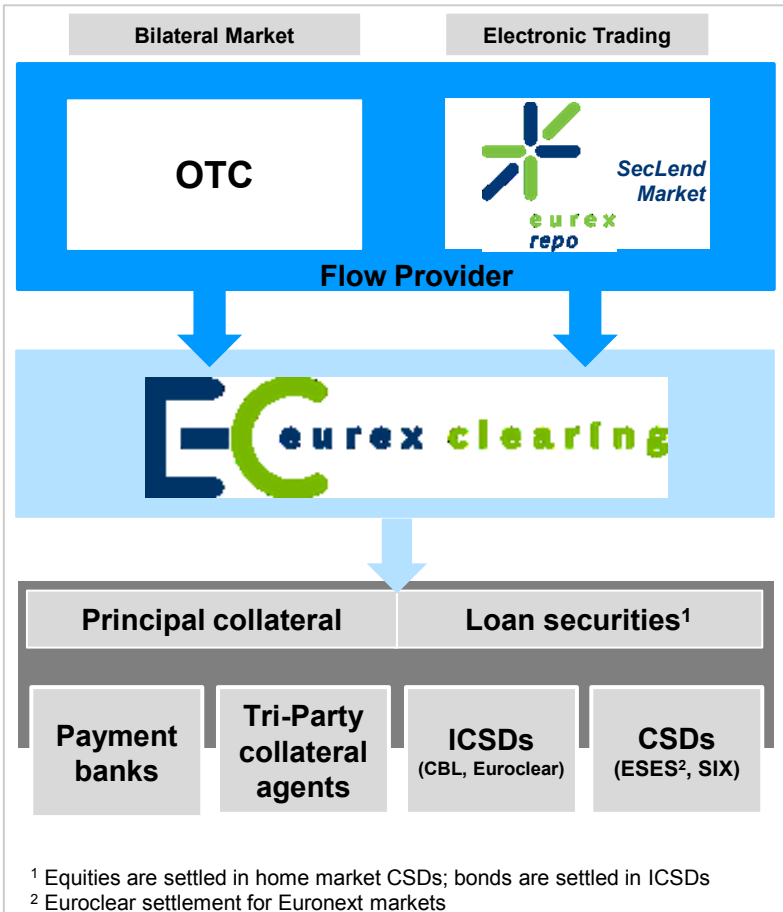 Bilateral Market
Electronic Trading
OTC
SecLend
Market
eurex
repo
Flow Provider
EC eurex clearing
Principal collateral
Loan securities¹
Payment
banks
Tri-Party
collateral
agents
ICSDs
(CBL, Euroclear)
CSDs
(ESES², SIX)
¹ Equities are settled in home market CSDs; bonds are settled in ICSDs
² Euroclear settlement for Euronext markets